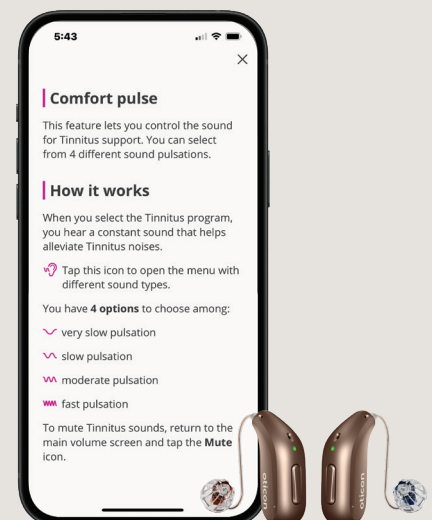 5:43
Comfort pulse
This feature lets you control the sound
for Tinnitus support. You can select
from 4 different sound pulsations.
How it works
When you select the Tinnitus program,
you hear a constant sound that helps
alleviate Tinnitus noises.
Tap this icon to open the menu with
different sound types.
You have 4 options to choose among:
very slow pulsation
slow pulsation
moderate pulsation
fast pulsation
To mute Tinnitus sounds, return to the
main volume screen and tap the Mute
icon.
oticon
oticon